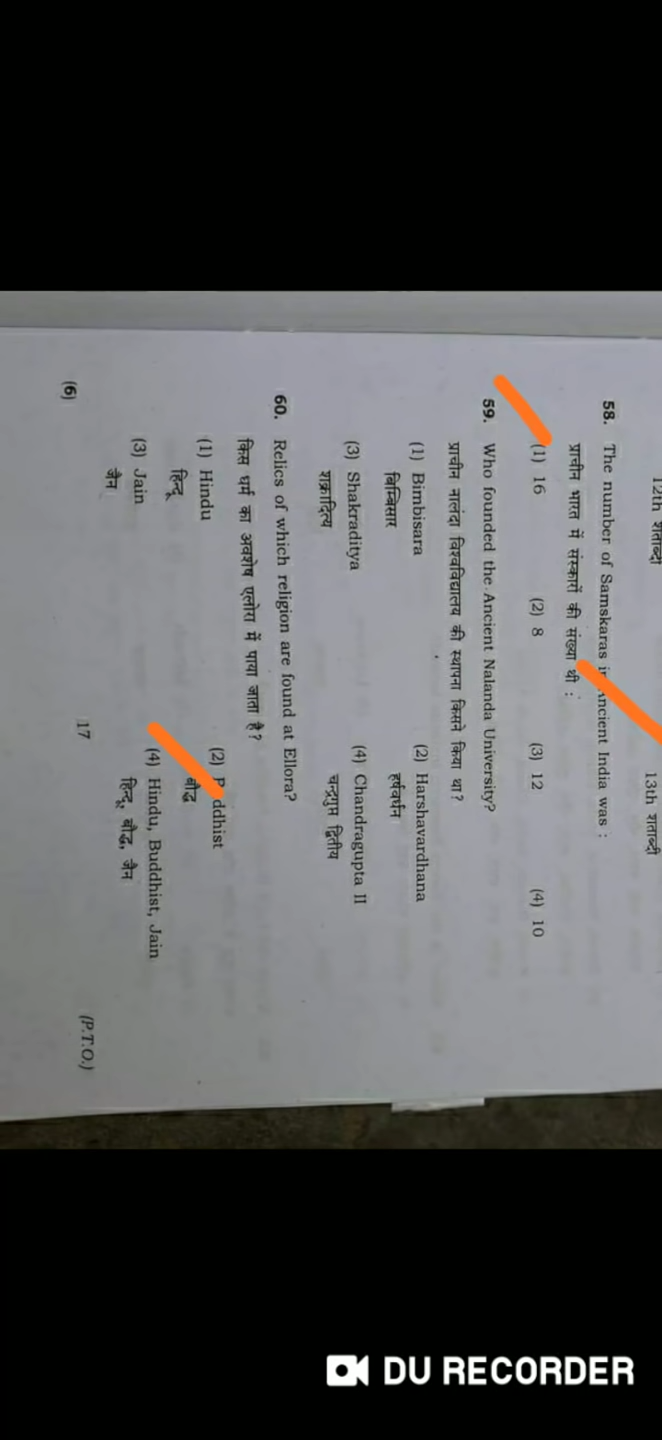 12th शताब्दी 13th शताब्दी
58. The number of Samskaras in Ancient India was :
प्राचीन भारत में संस्कारों की संख्या थी :
(1) 16 (2) 8 (3) 12 (4) 10
59. Who founded the Ancient Nalanda University?
प्राचीन नालंदा विश्वविद्यालय की स्थापना किसने किया था?
(1) Bimbisara (2) Harshavardhana
बिम्बिसार हर्षवर्धन
(3) Shakraditya (4) Chandragupta II
शक्रादित्य चन्द्रगुप्त द्वितीय
60. Relics of which religion are found at Ellora?
किस धर्म का अवशेष एलोरा में पाया जाता है?
(1) Hindu (2) Buddhist
हिन्दू बौद्ध
(3) Jain (4) Hindu, Buddhist, Jain
जैन हिन्दू, बौद्ध, जैन
(6) 17 (P.T.O.)
DU RECORDER